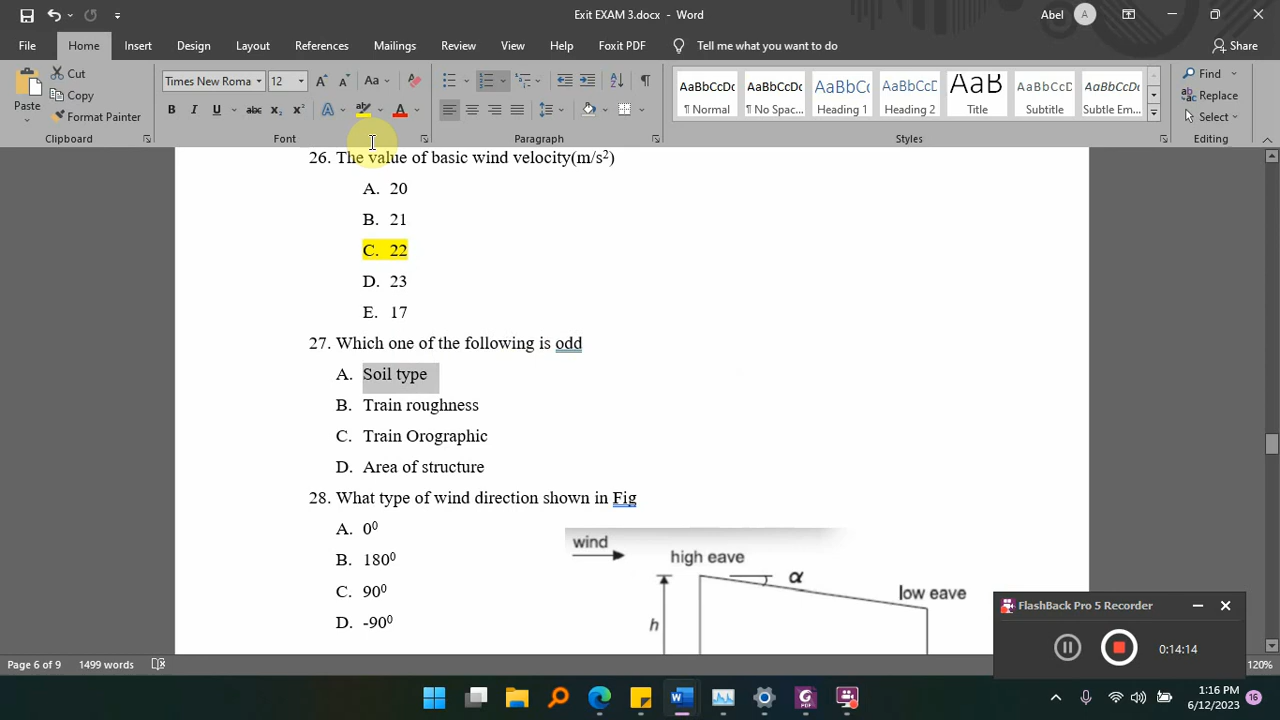 Exit EXAM 3.docx - Word
Abel
A
File Home Insert Design Layout References Mailings Review View Help Foxit PDF Tell me what you want to do Share
Paste
Cut
Copy
Format Painter
Clipboard
Times New Roma 12
Font
Paragraph
AaBbCcDc AaBbCcDc AaBbC( AaBbCcD AaB AaBbCcD AaBbCcDt
¶ Normal ¶ No Spac... Heading 1 Heading 2 Title Subtitle Subtle Em...
Styles
Find
Replace
Select
Editing
26. The value of basic wind velocity(m/s²)
A. 20
B. 21
C. 22
D. 23
E. 17
27. Which one of the following is odd
A. Soil type
B. Train roughness
C. Train Orographic
D. Area of structure
28. What type of wind direction shown in Fig
A. 0⁰
B. 180⁰
C. 90⁰
D. -90⁰
wind
high eave
α
low eave
h
FlashBack Pro 5 Recorder
0:14:14
Page 6 of 9 1499 words
120%
1:16 PM
6/12/2023
16